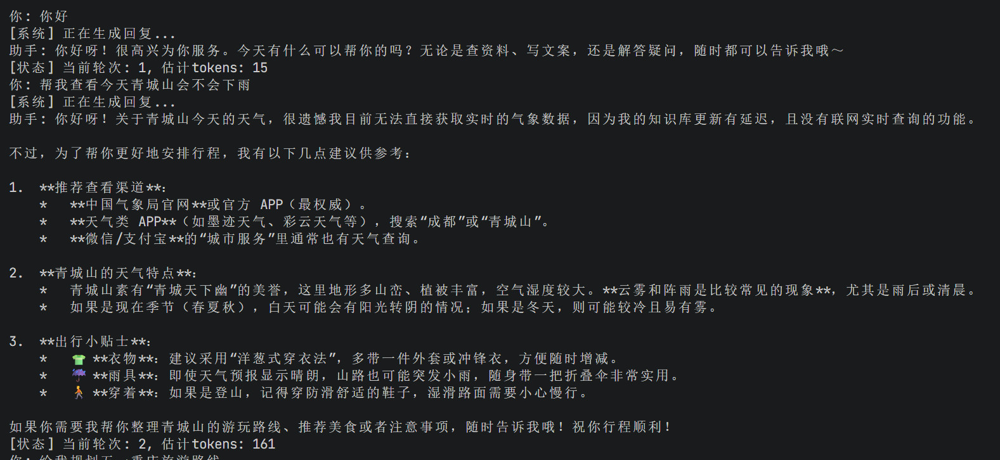 你: 你好
[系统] 正在生成回复...
助手: 你好呀！很高兴为你服务。今天有什么可以帮你的吗？无论是查资料、写文案，还是解答疑问，随时都可以告诉我哦～
[状态] 当前轮次: 1, 估计tokens: 15
你: 帮我查看今天青城山会不会下雨
[系统] 正在生成回复...
助手: 你好呀！关于青城山今天的天气，很遗憾我目前无法直接获取实时的气象数据，因为我的知识库更新有延迟，且没有联网实时查询的功能。
不过，为了帮你更好地安排行程，我有以下几点建议供参考：
1.  **推荐查看渠道**：
*   **中国气象局官网**或官方 APP（最权威）。
*   **天气类 APP**（如墨迹天气、彩云天气等），搜索“成都”或“青城山”。
*   **微信/支付宝**的“城市服务”里通常也有天气查询。
2.  **青城山的天气特点**：
*   青城山素有“青城天下幽”的美誉，这里地形多山峦、植被丰富，空气湿度较大。**云雾和阵雨是比较常见的现象**，尤其是雨后或清晨。
*   如果是现在季节（春夏秋），白天可能会有阳光转阴的情况；如果是冬天，则可能较冷且易有雾。
3.  **出行小贴士**：
*   👕 **衣物**：建议采用“洋葱式穿衣法”，多带一件外套或冲锋衣，方便随时增减。
*   ☔ **雨具**：即使天气预报显示晴朗，山路也可能突发小雨，随身带一把折叠伞非常实用。
*   🚶 **穿着**：如果是登山，记得穿防滑舒适的鞋子，湿滑路面需要小心慢行。
如果你需要我帮你整理青城山的游玩路线、推荐美食或者注意事项，随时告诉我哦！祝你行程顺利！
[状态] 当前轮次: 2, 估计tokens: 161